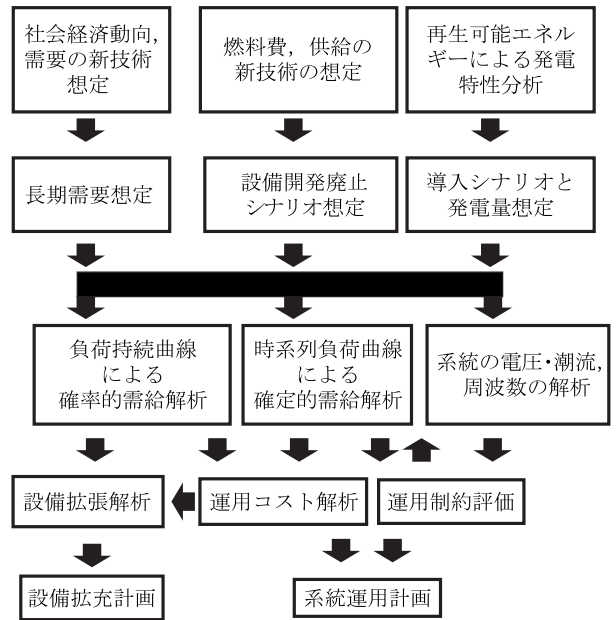 社会経済動向,
需要の新技術
想定
燃料費, 供給の
新技術の想定
再生可能エネル
ギーによる発電
特性分析
長期需要想定
設備開発廃止
シナリオ想定
導入シナリオと
発電量想定
負荷持続曲線
による
確率的需給解析
時系列負荷曲線
による
確定的需給解析
系統の電圧・潮流,
周波数の解析
設備拡張解析
運用コスト解析
運用制約評価
設備拡充計画
系統運用計画